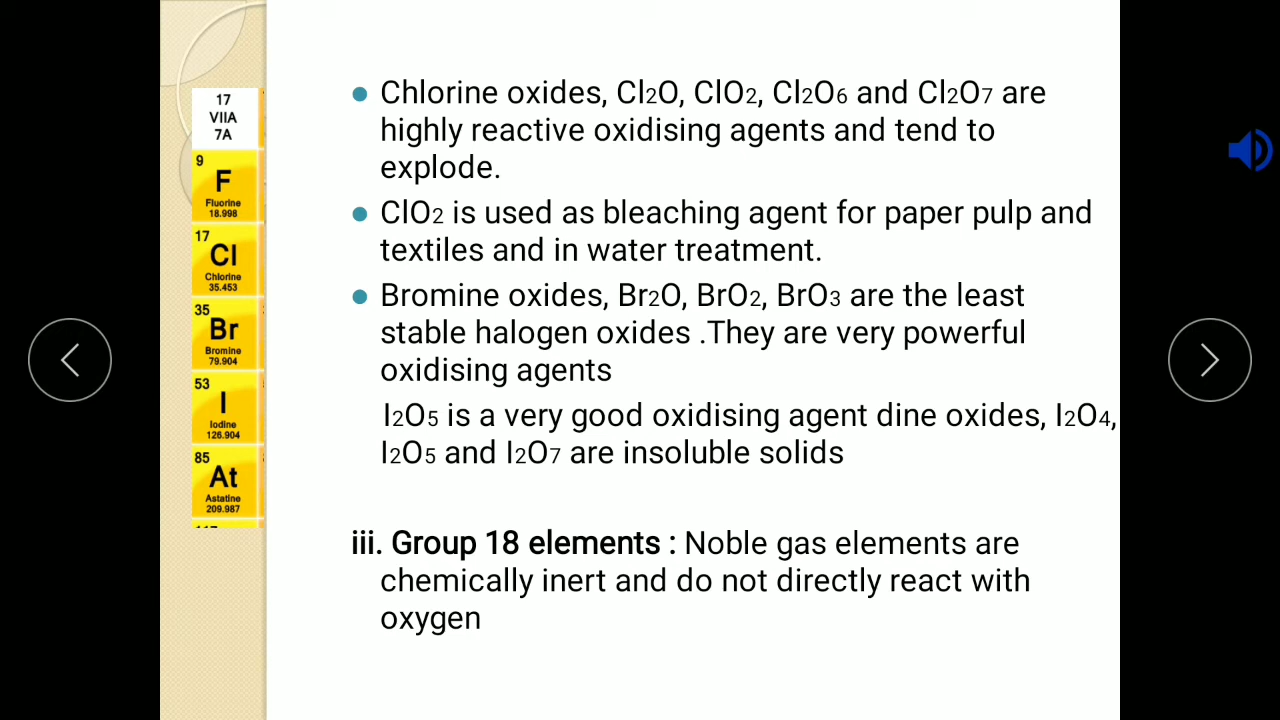 17
VIIA
7A
9
F
Fluorine
18.998
17
Cl
Chlorine
35.453
35
Br
Bromine
79.904
53
I
Iodine
126.904
85
At
Astatine
209.987
Chlorine oxides, Cl2O, ClO2, Cl2O6 and Cl2O7 are
highly reactive oxidising agents and tend to
explode.
ClO2 is used as bleaching agent for paper pulp and
textiles and in water treatment.
Bromine oxides, Br2O, BrO2, BrO3 are the least
stable halogen oxides .They are very powerful
oxidising agents
I2O5 is a very good oxidising agent dine oxides, I2O4,
I2O5 and I2O7 are insoluble solids
iii. Group 18 elements : Noble gas elements are
chemically inert and do not directly react with
oxygen